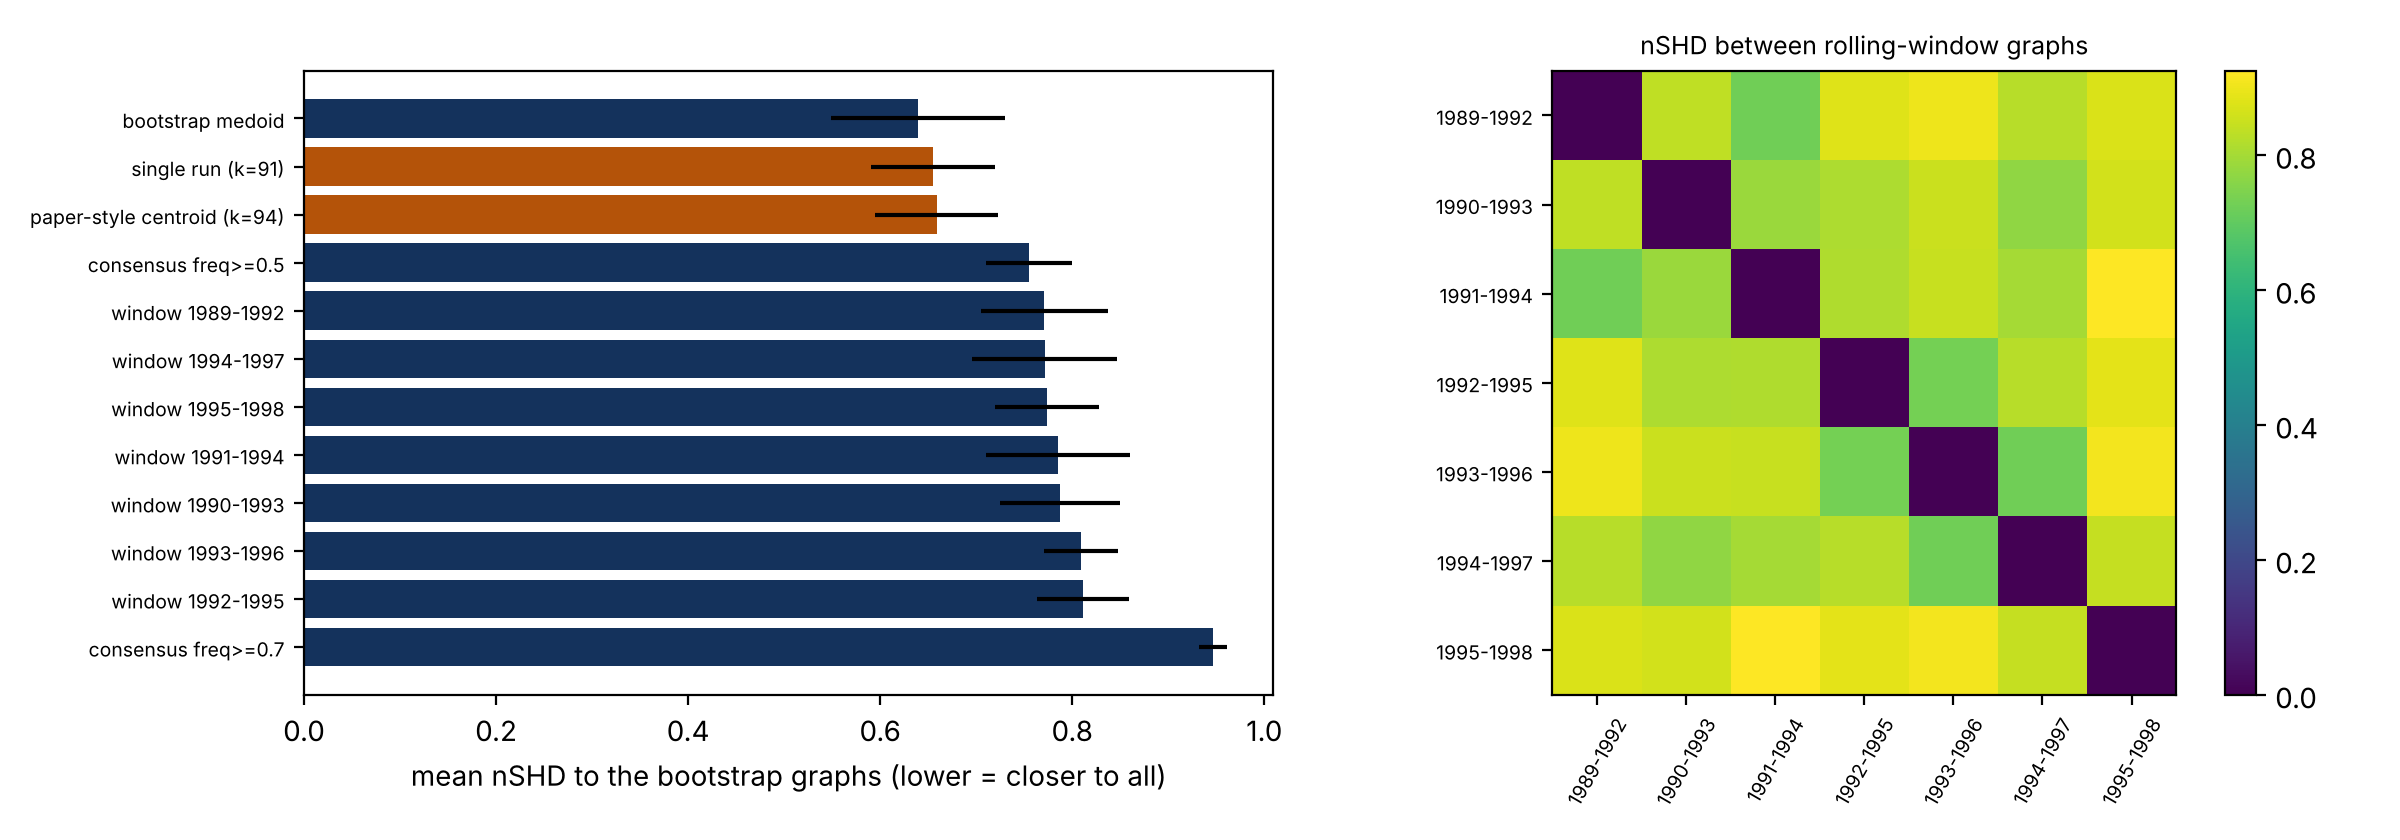 bootstrap medoid
single run (k=91)
paper-style centroid (k=94)
consensus freq>=0.5
window 1989-1992
window 1994-1997
window 1995-1998
window 1991-1994
window 1990-1993
window 1993-1996
window 1992-1995
consensus freq>=0.7
0.0 0.2 0.4 0.6 0.8 1.0
mean nSHD to the bootstrap graphs (lower = closer to all)
nSHD between rolling-window graphs
1989-1992
1990-1993
1991-1994
1992-1995
1993-1996
1994-1997
1995-1998
1989-1992
1990-1993
1991-1994
1992-1995
1993-1996
1994-1997
1995-1998
0.8
0.6
0.4
0.2
0.0